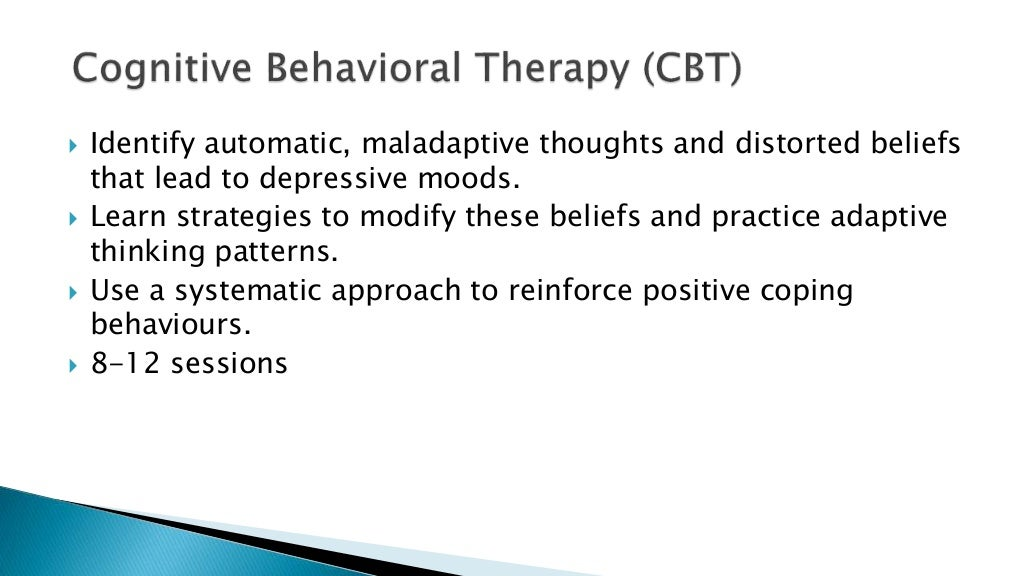 Cognitive Behavioral Therapy (CBT)
Identify automatic, maladaptive thoughts and distorted beliefs
that lead to depressive moods.
Learn strategies to modify these beliefs and practice adaptive
thinking patterns.
Use a systematic approach to reinforce positive coping
behaviours.
8-12 sessions